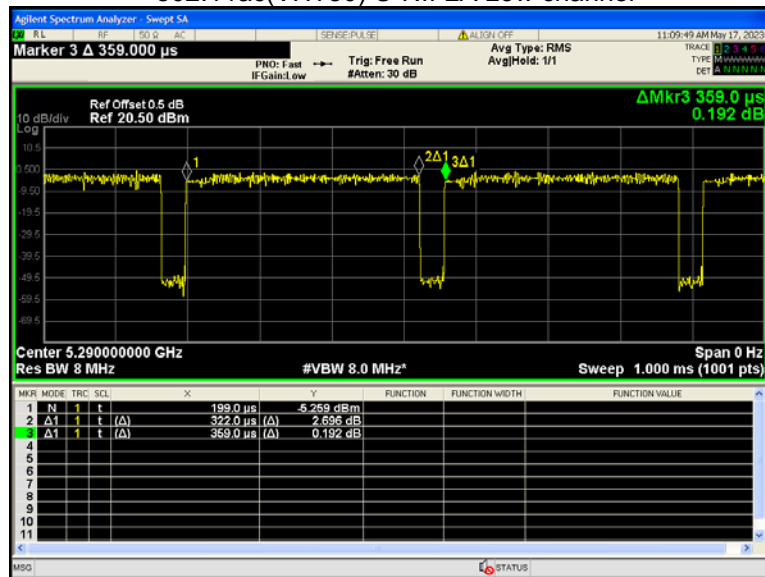 Agilent Spectrum Analyzer - Swept SA
RL RF 50 Ω AC SENSE:PULSE ALIGN OFF 11:09:49 AM May 17, 2023
Marker 3 Δ 359.000 µs
PNO: Fast Trig: Free Run Avg Type: RMS TRACE 1 2 3 4 5 6
IFGain:Low #Atten: 30 dB Avg|Hold: 1/1 TYPE M
DET A N N N N N
ΔMkr3 359.0 µs
0.192 dB
Ref Offset 0.5 dB
10 dB/div Ref 20.50 dBm
Log
10.5
0.500
-9.50
-19.5
-29.5
-39.5
-49.5
-59.5
-69.5
1
2Δ1
3Δ1
Center 5.290000000 GHz Span 0 Hz
Res BW 8 MHz #VBW 8.0 MHz* Sweep 1.000 ms (1001 pts)
MKR MODE TRC SCL X Y FUNCTION FUNCTION WIDTH FUNCTION VALUE
1 N 1 t 199.0 µs -5.259 dBm
2 Δ1 1 t (Δ) 322.0 µs (Δ) 2.696 dB
3 Δ1 1 t (Δ) 359.0 µs (Δ) 0.192 dB
4
5
6
7
8
9
10
11
MSG STATUS